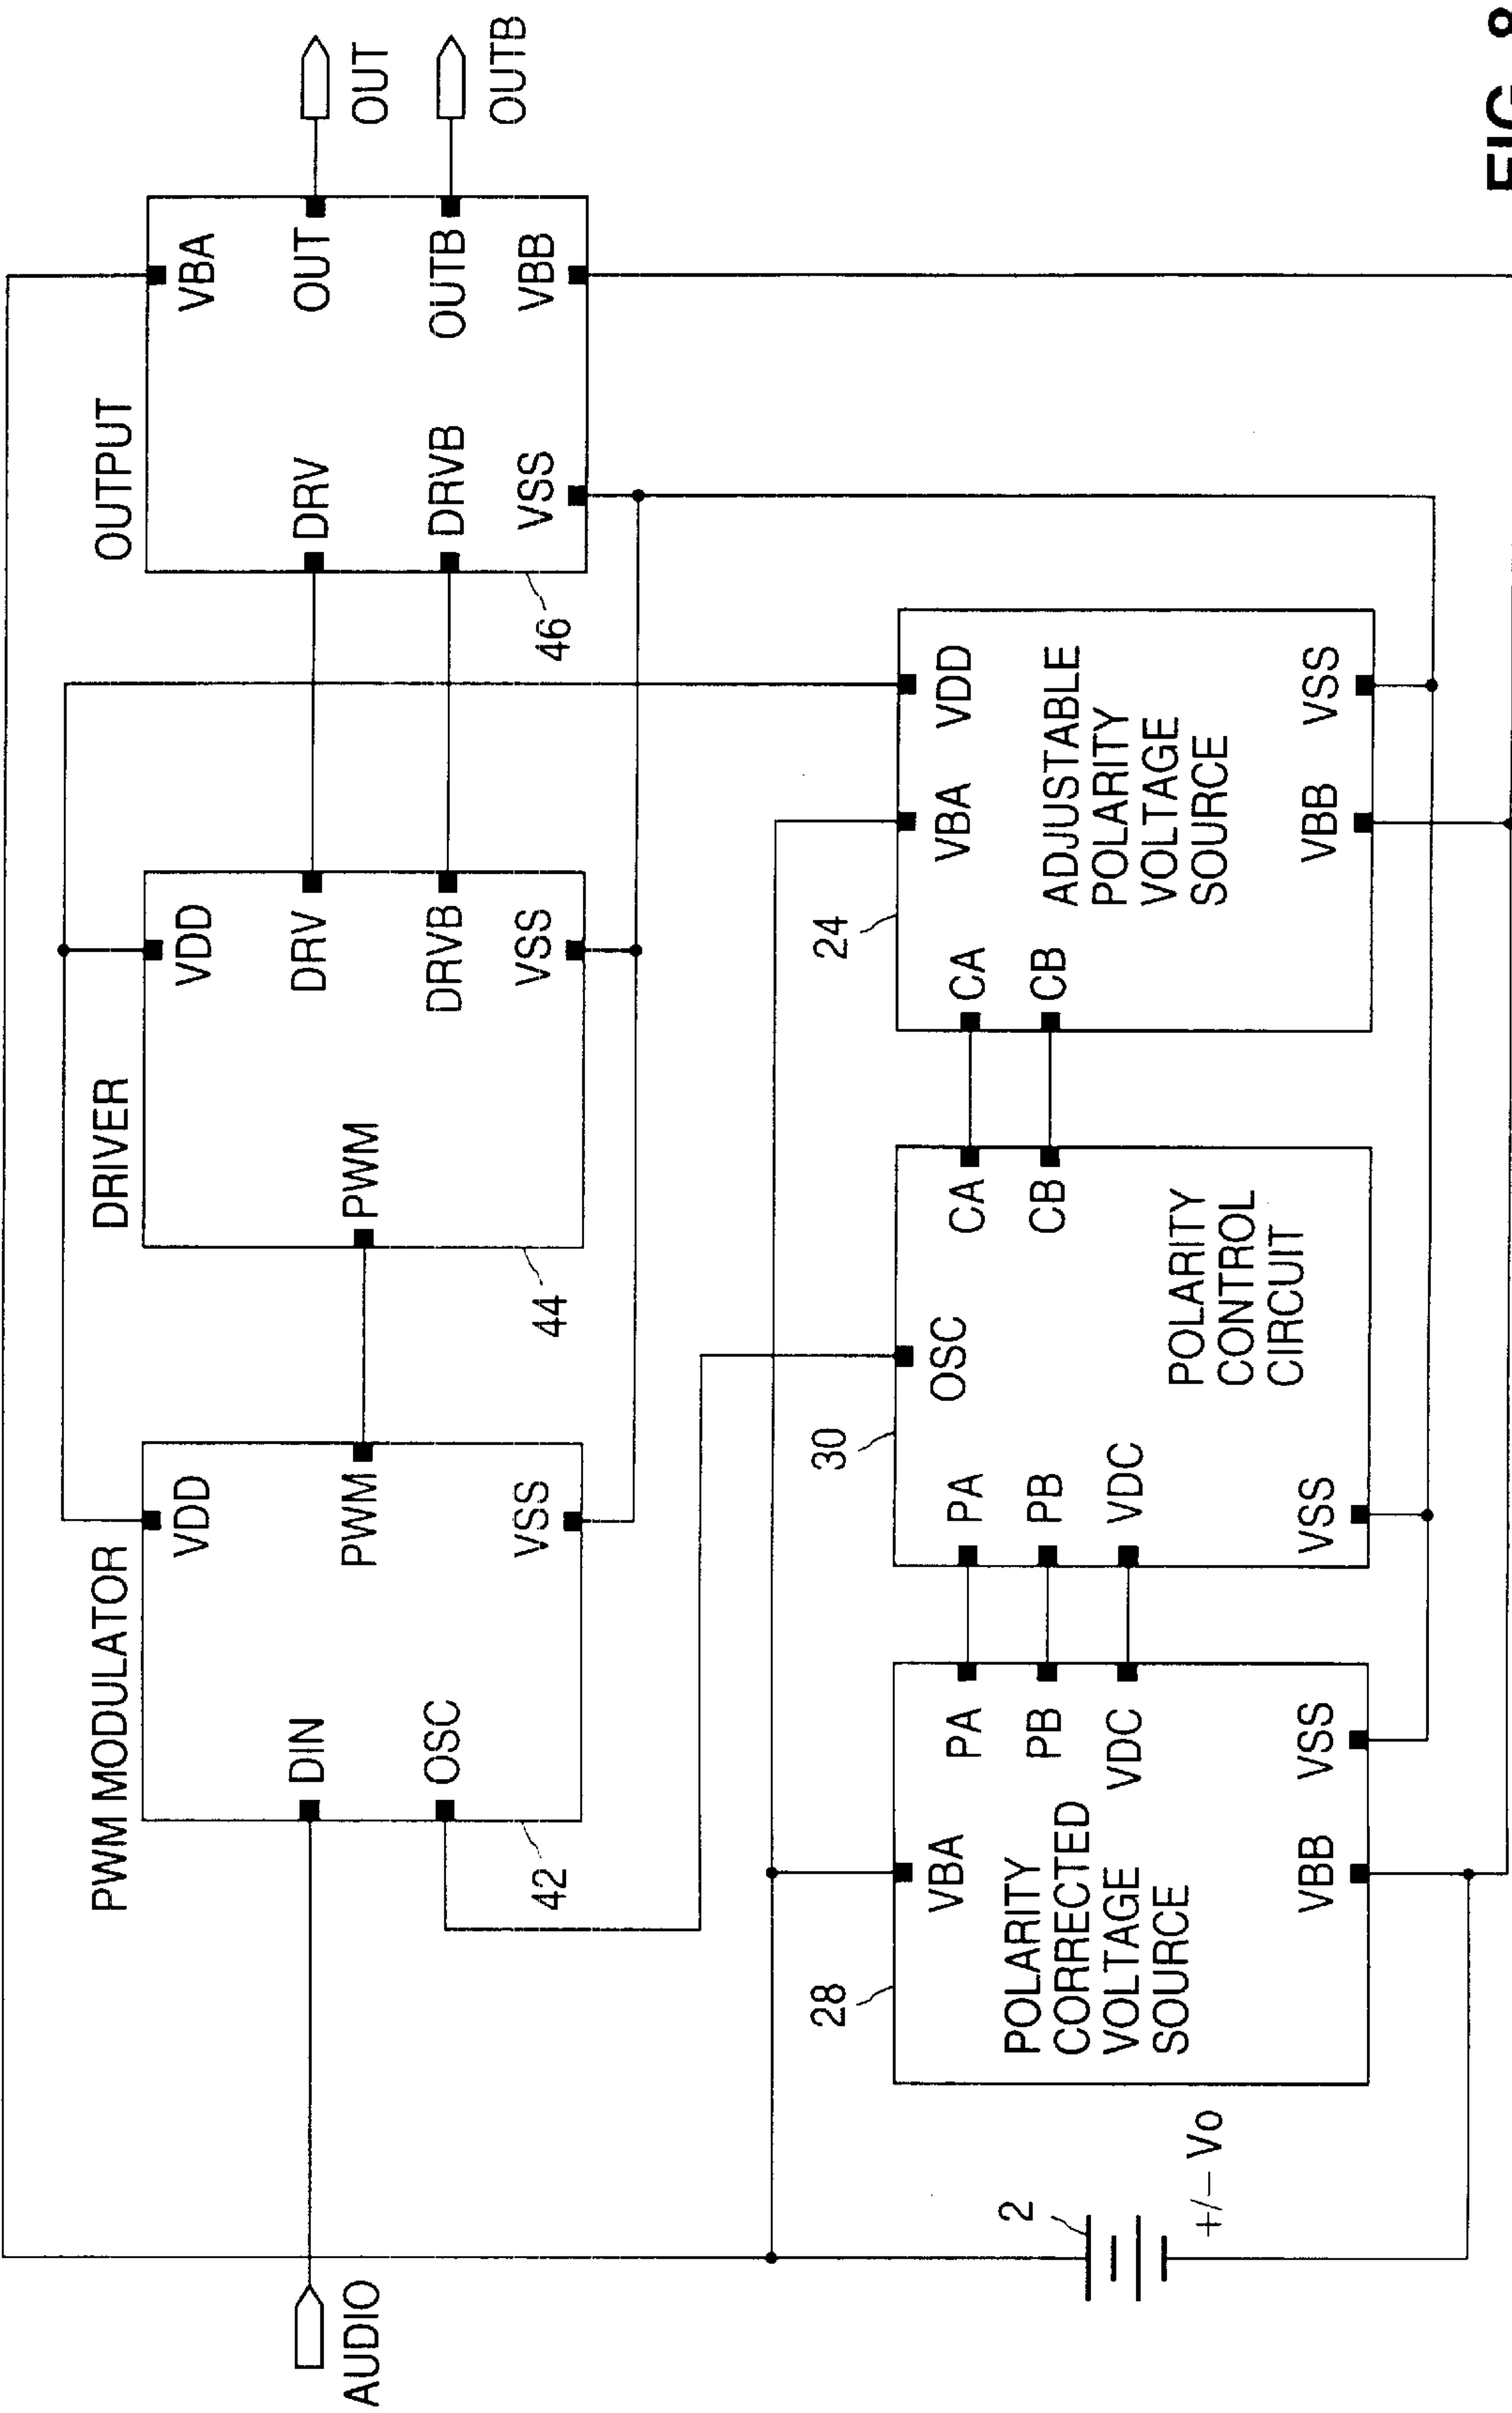 PWM MODULATOR
DRIVER
OUTPUT
AUDIO
DIN
OSC
VDD
PWM
VSS
42
PWM
VDD
DRV
DRVB
VSS
44
DRV
DRVB
VSS
VBA
OUT
OUTB
VBB
46
OUT
OUTB
2
+/– Vo
28
VBA
PA
PB
VDC
POLARITY
CORRECTED
VOLTAGE
SOURCE
VBB
VSS
30
OSC
PA
PB
VDC
CA
CB
POLARITY
CONTROL
CIRCUIT
VSS
24
CA
CB
VBA
VDD
ADJUSTABLE
POLARITY
VOLTAGE
SOURCE
VBB
VSS
FIG. 8